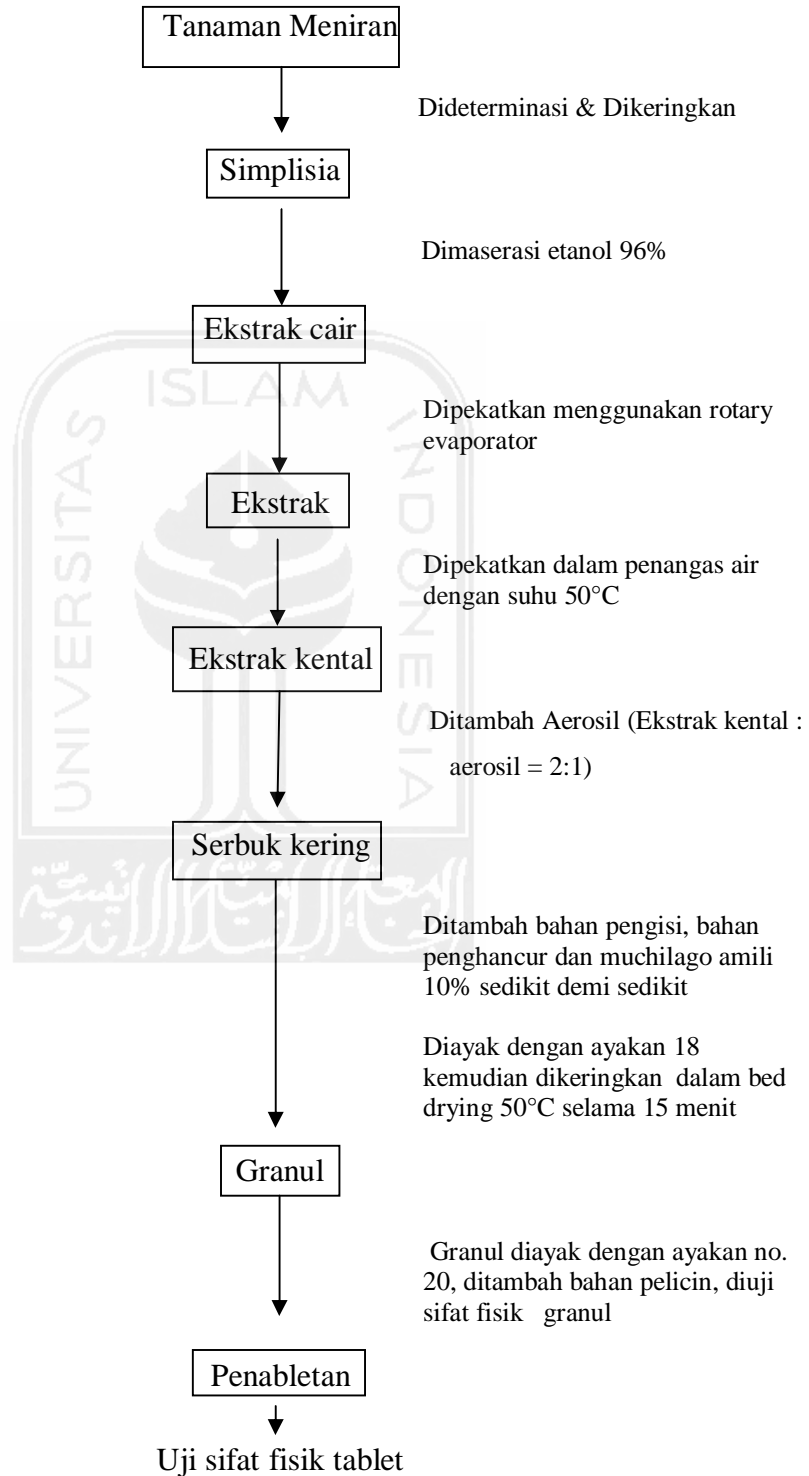 Tanaman Meniran
Dideterminasi & Dikeringkan
Simplisia
Dimaserasi etanol 96%
Ekstrak cair
Dipekatkan menggunakan rotary
evaporator
Ekstrak
Dipekatkan dalam penangas air
dengan suhu 50°C
Ekstrak kental
Ditambah Aerosil (Ekstrak kental :
aerosil = 2:1)
Serbuk kering
Ditambah bahan pengisi, bahan
penghancur dan muchilago amili
10% sedikit demi sedikit
Diayak dengan ayakan 18
kemudian dikeringkan dalam bed
drying 50°C selama 15 menit
Granul
Granul diayak dengan ayakan no.
20, ditambah bahan pelicin, diuji
sifat fisik granul
Penabletan
Uji sifat fisik tablet
UNIVERSITAS
ISLAM
INDONESIA